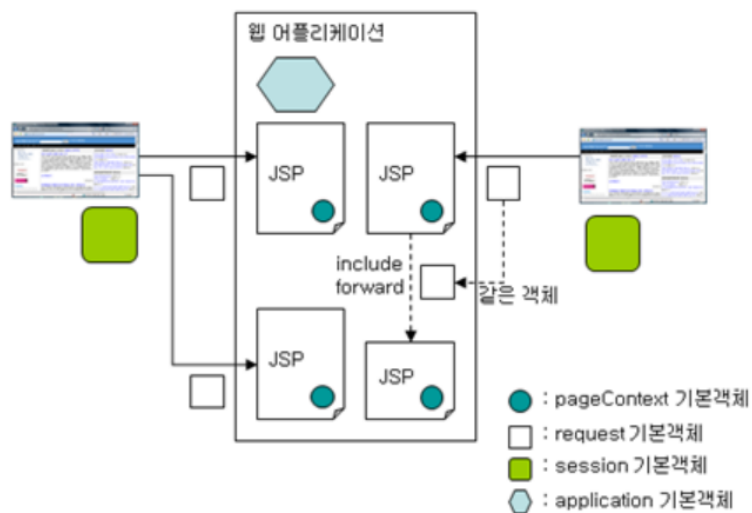 웹 어플리케이션
JSP
JSP
include
forward
같은 객체
JSP
JSP
: pageContext 기본객체
: request 기본객체
: session 기본객체
: application 기본객체